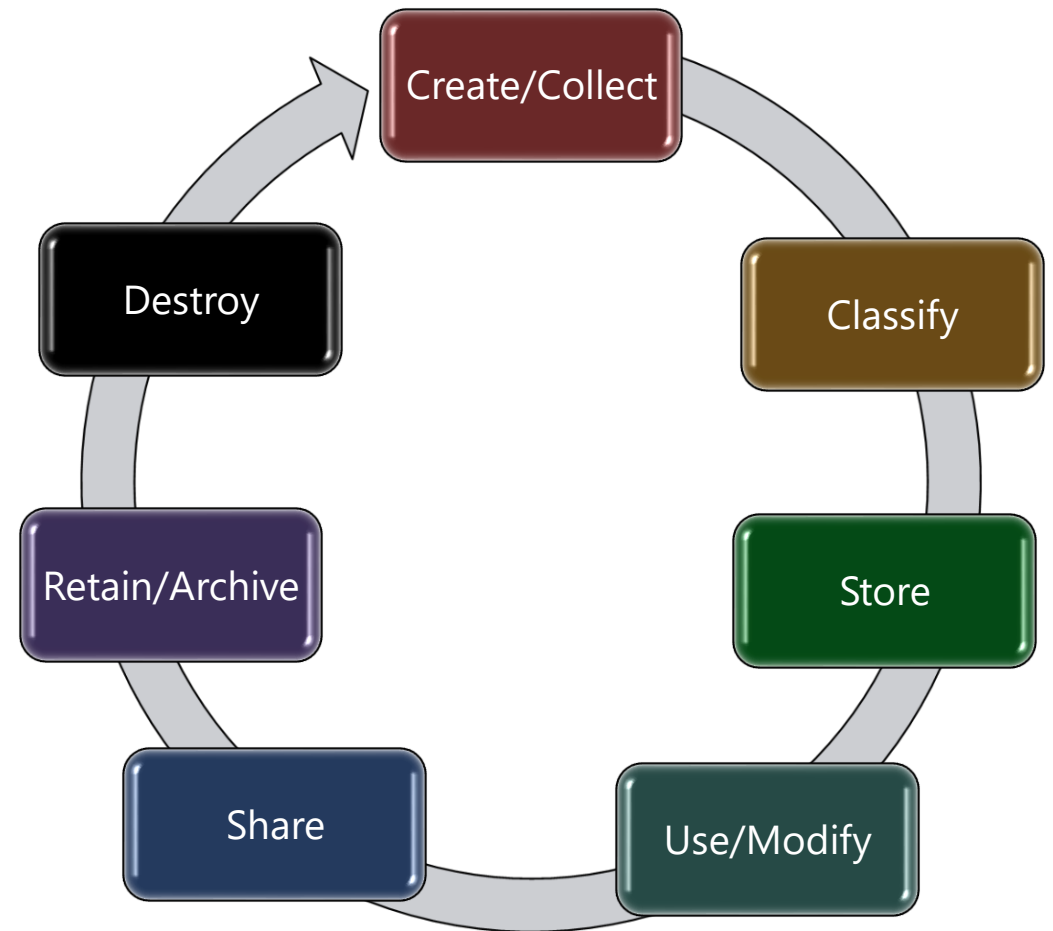 Create/Collect
Classify
Store
Use/Modify
Share
Retain/Archive
Destroy